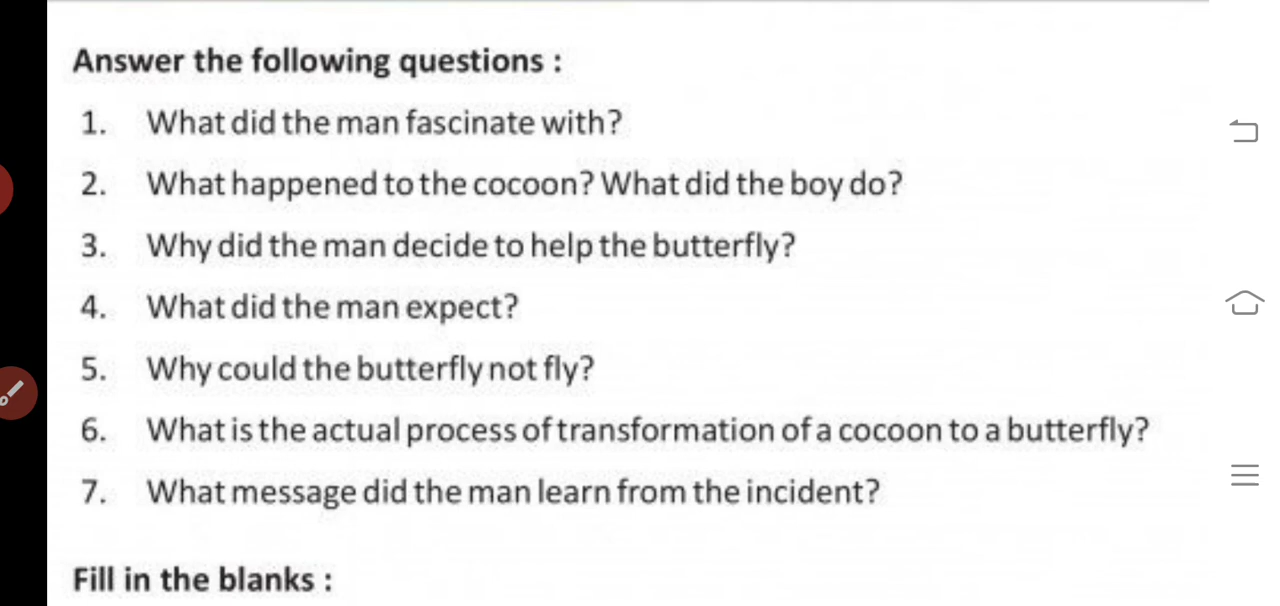 Answer the following questions :
1. What did the man fascinate with?
2. What happened to the cocoon? What did the boy do?
3. Why did the man decide to help the butterfly?
4. What did the man expect?
5. Why could the butterfly not fly?
6. What is the actual process of transformation of a cocoon to a butterfly?
7. What message did the man learn from the incident?
Fill in the blanks :